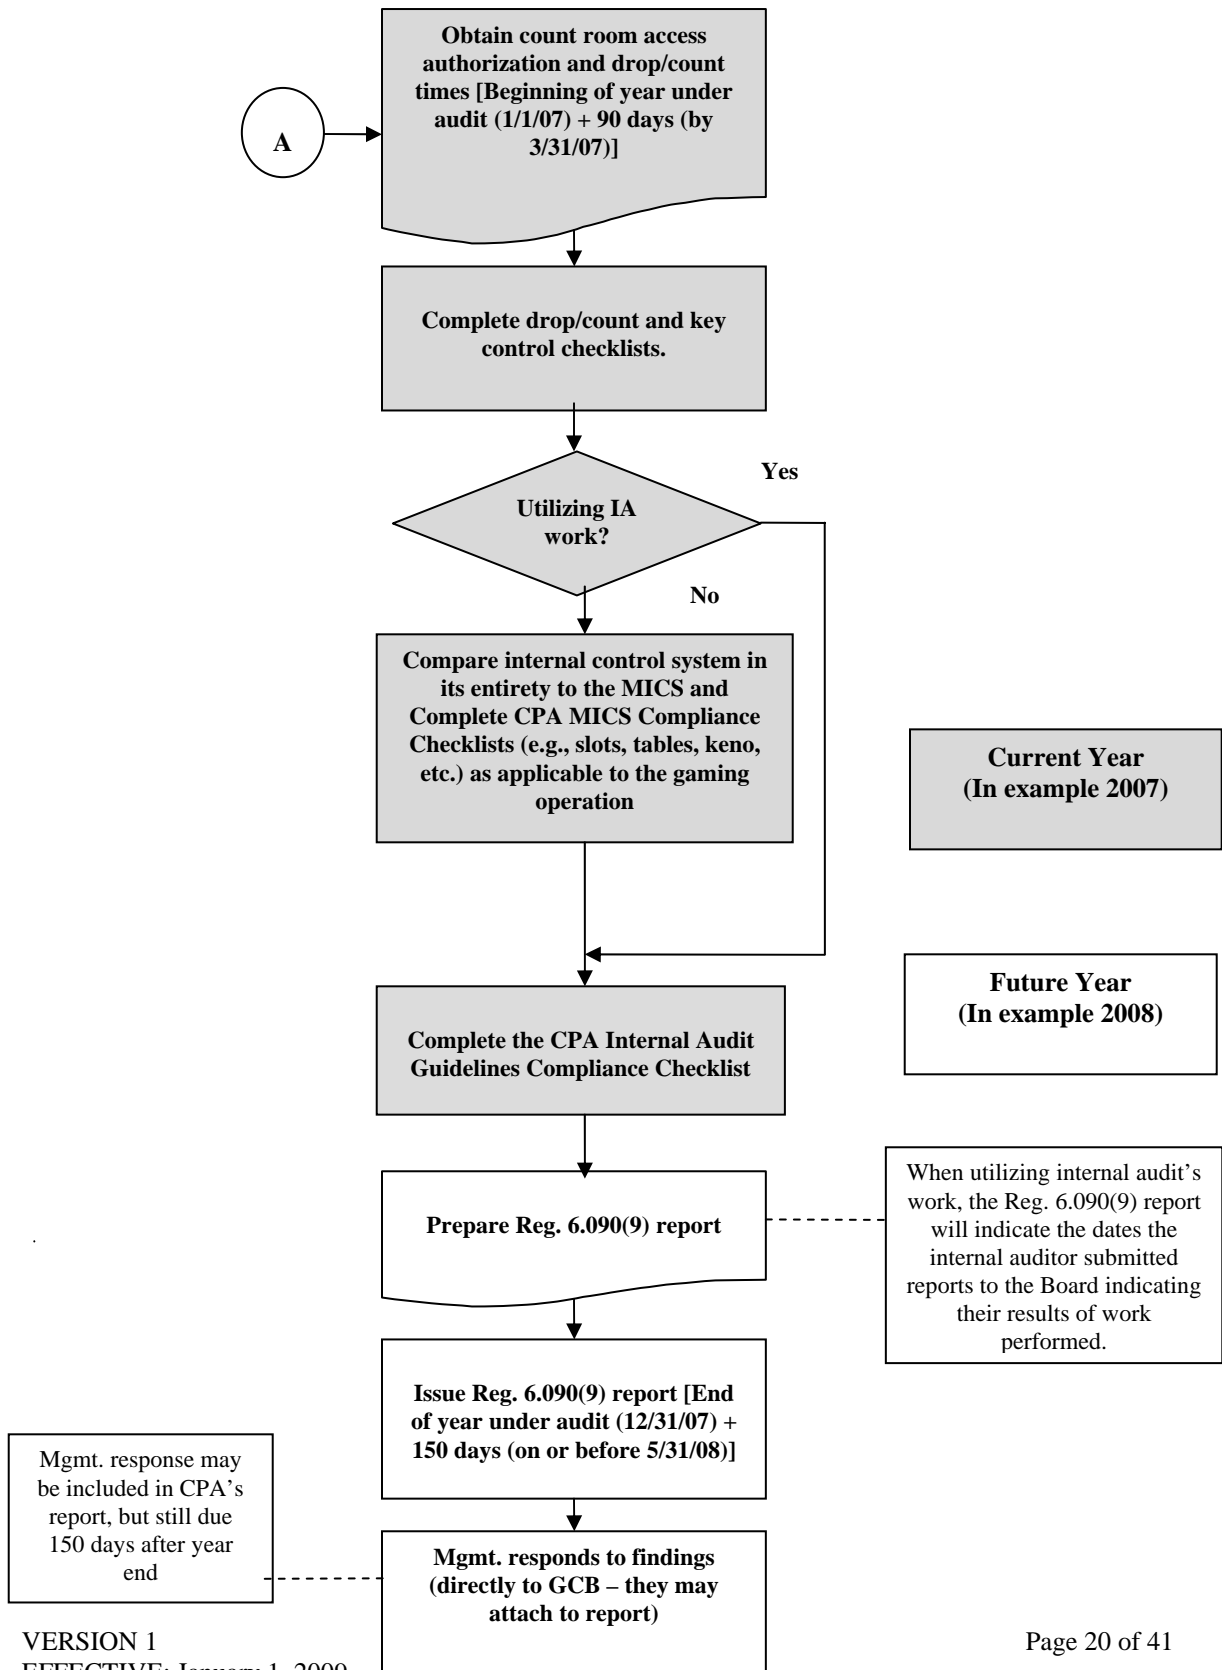 Obtain count room access
authorization and drop/count
times [Beginning of year under
audit (1/1/07) + 90 days (by
3/31/07)]
A
Complete drop/count and key
control checklists.
Yes
Utilizing IA
work?
No
Compare internal control system in
its entirety to the MICS and
Complete CPA MICS Compliance
Checklists (e.g., slots, tables, keno,
etc.) as applicable to the gaming
operation
Current Year
(In example 2007)
Future Year
(In example 2008)
Complete the CPA Internal Audit
Guidelines Compliance Checklist
Prepare Reg. 6.090(9) report
When utilizing internal audit's
work, the Reg. 6.090(9) report
will indicate the dates the
internal auditor submitted
reports to the Board indicating
their results of work
performed.
Issue Reg. 6.090(9) report [End
of year under audit (12/31/07) +
150 days (on or before 5/31/08)]
Mgmt. response may
be included in CPA's
report, but still due
150 days after year
end
Mgmt. responds to findings
(directly to GCB – they may
attach to report)
VERSION 1
Page 20 of 41
EFFECTIVE: January 1, 2009